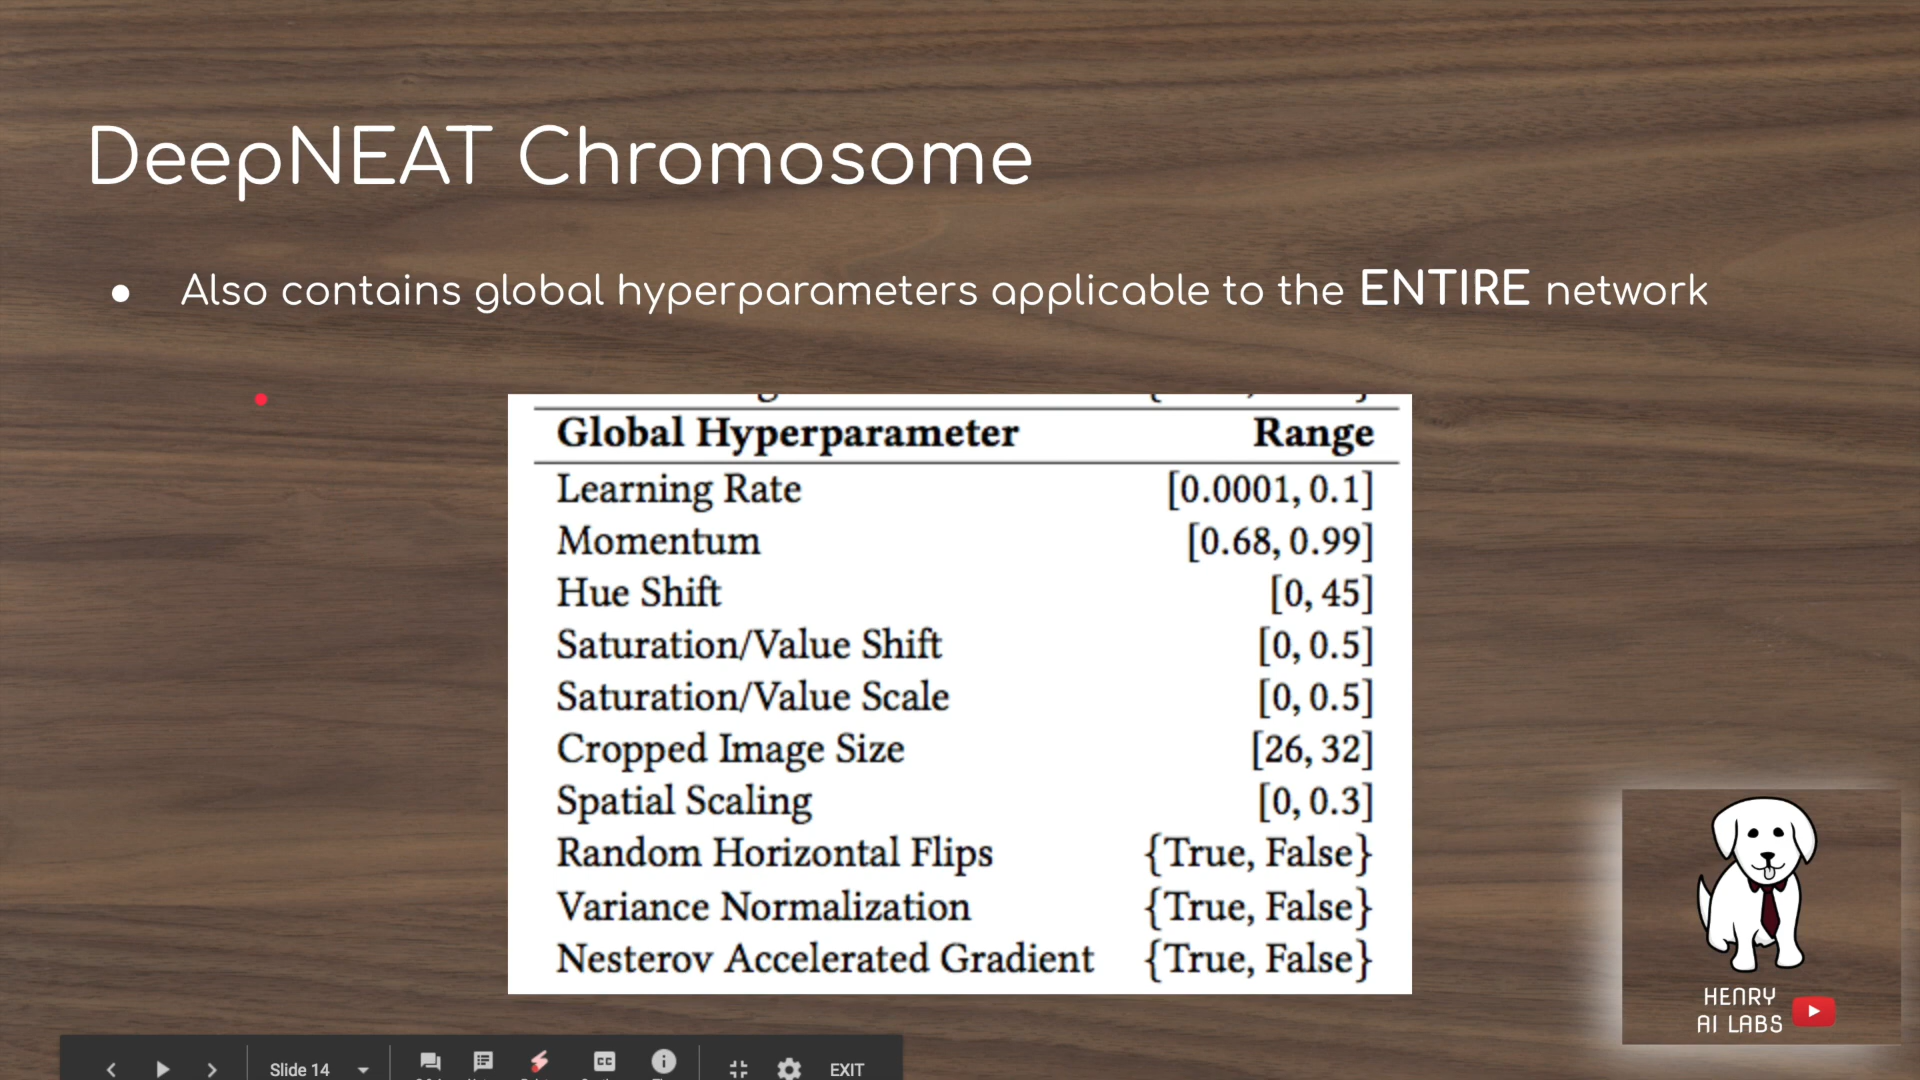 DeepNEAT Chromosome
● Also contains global hyperparameters applicable to the ENTIRE network
Global Hyperparameter Range
Learning Rate [0.0001, 0.1]
Momentum [0.68, 0.99]
Hue Shift [0, 45]
Saturation/Value Shift [0, 0.5]
Saturation/Value Scale [0, 0.5]
Cropped Image Size [26, 32]
Spatial Scaling [0, 0.3]
Random Horizontal Flips {True, False}
Variance Normalization {True, False}
Nesterov Accelerated Gradient {True, False}
HENRY
AI LABS
Slide 14
CC
EXIT